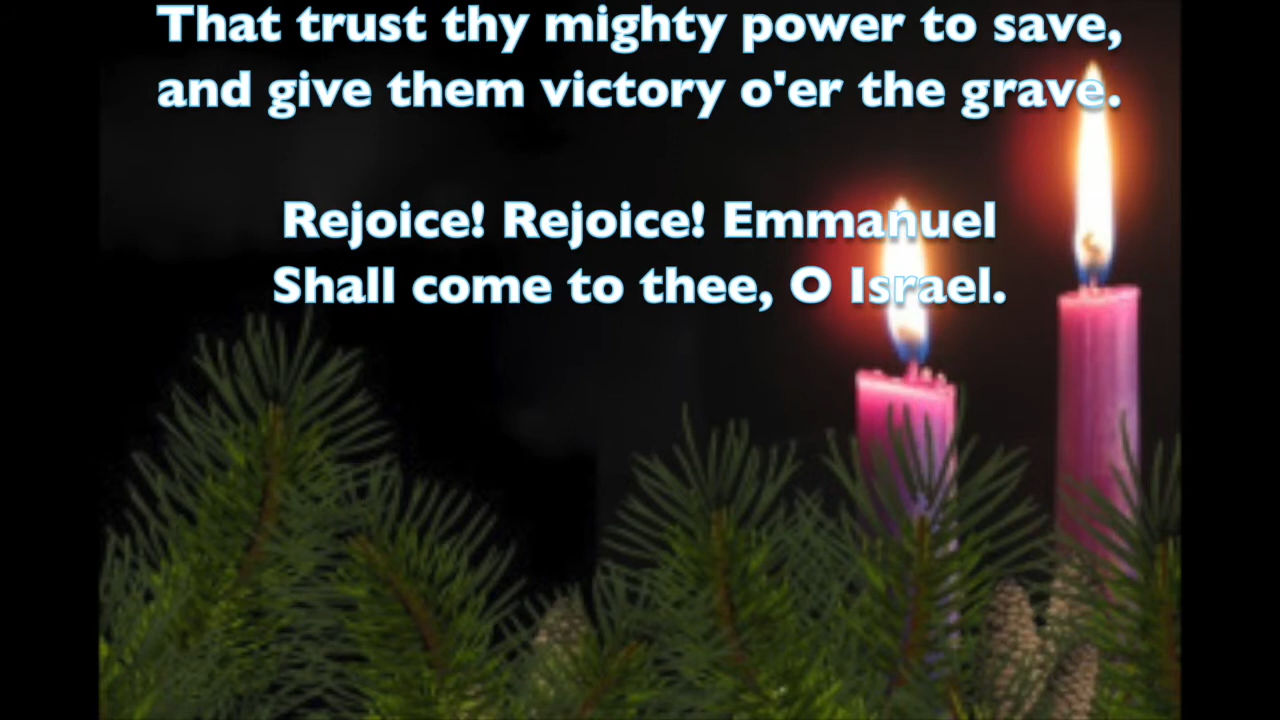 That trust thy mighty power to save,
and give them victory o'er the grave.
Rejoice! Rejoice! Emmanuel
Shall come to thee, O Israel.